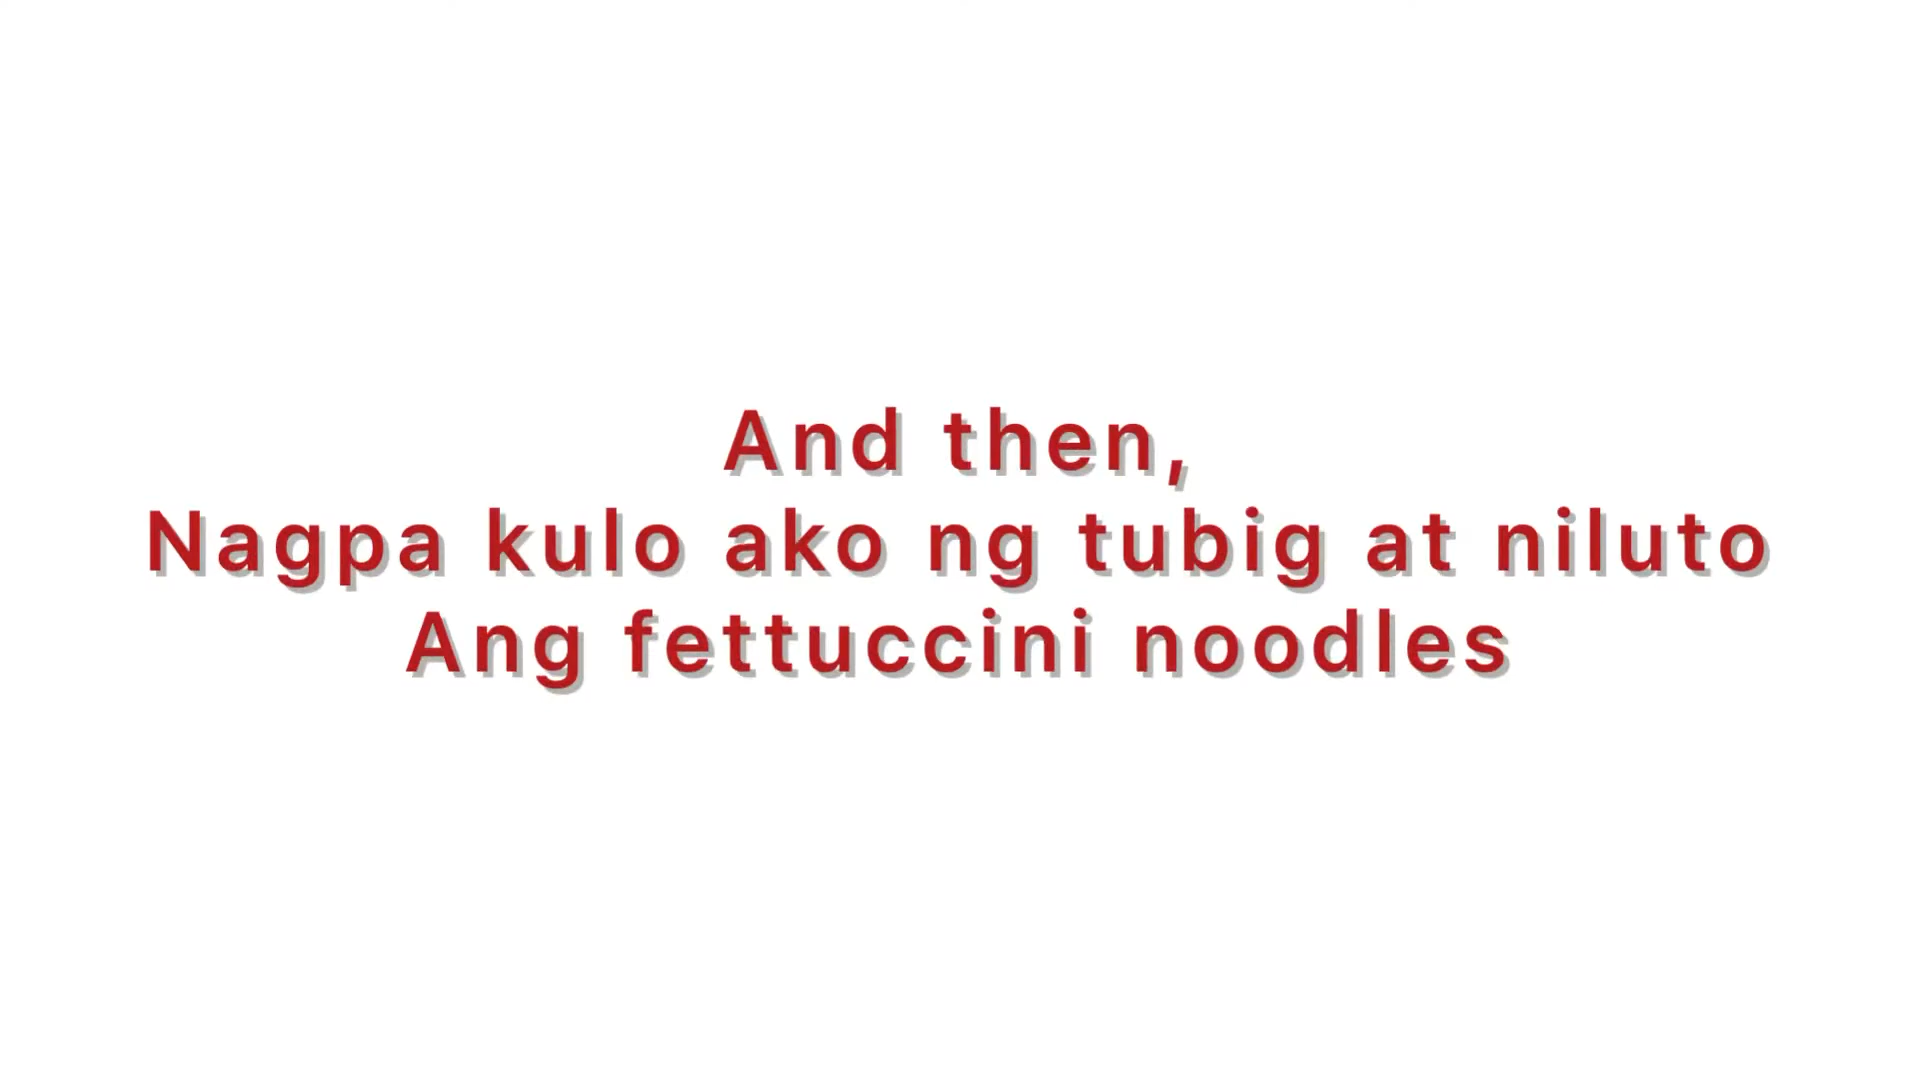 And then,
Nagpa kulo ako ng tubig at niluto
Ang fettuccini noodles